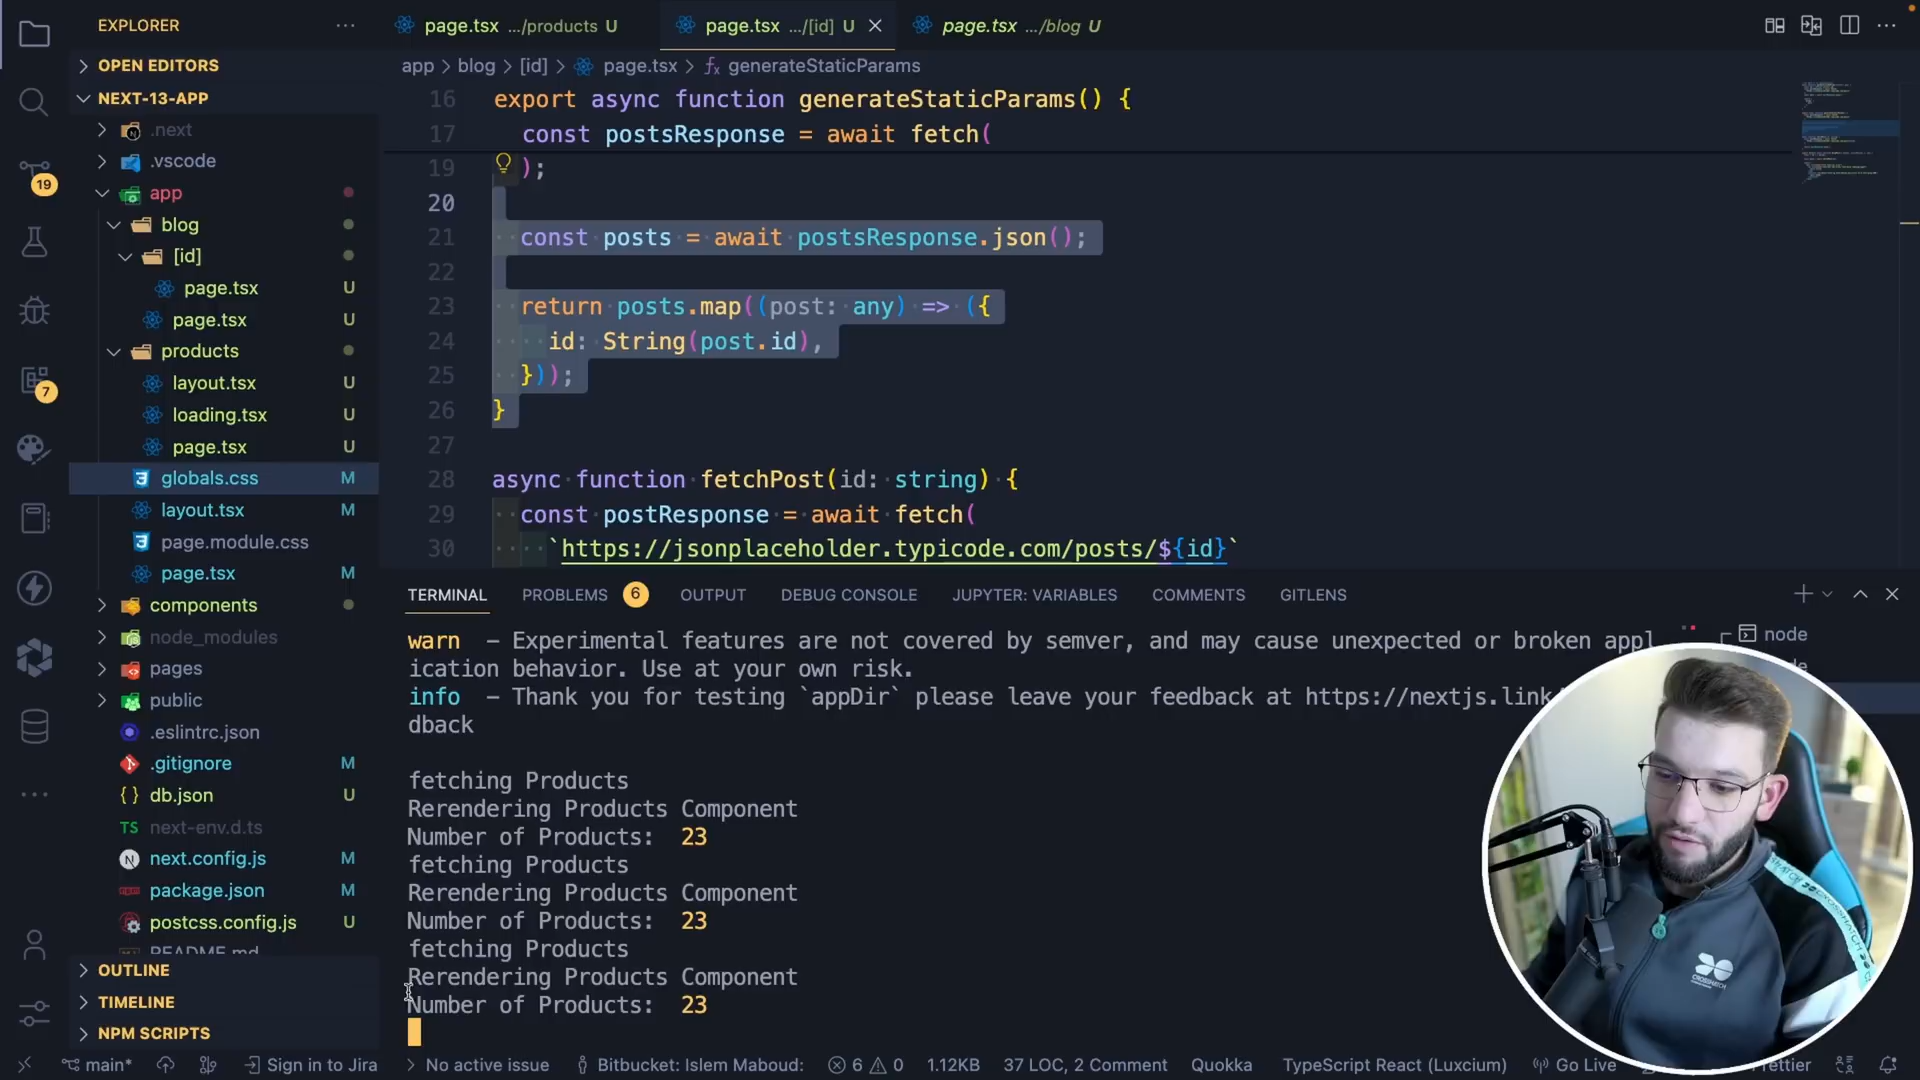 EXPLORER
OPEN EDITORS
NEXT-13-APP
.next
.vscode
app
blog
[id]
page.tsx U
page.tsx U
products
layout.tsx U
loading.tsx U
page.tsx U
globals.css M
layout.tsx M
page.module.css
page.tsx M
components
node_modules
pages
public
.eslintrc.json
.gitignore M
db.json U
next-env.d.ts
next.config.js M
package.json M
postcss.config.js U
README.md
OUTLINE
TIMELINE
NPM SCRIPTS
19
7
page.tsx .../products U
page.tsx .../[id] U
page.tsx .../blog U
app > blog > [id] > page.tsx > generateStaticParams
16 export async function generateStaticParams() {
17 const postsResponse = await fetch(
19 );
20
21 const posts = await postsResponse.json();
22
23 return posts.map((post: any) => ({
24 id: String(post.id),
25 }));
26 }
27
28 async function fetchPost(id: string) {
29 const postResponse = await fetch(
30 `https://jsonplaceholder.typicode.com/posts/${id}`
TERMINAL PROBLEMS 6 OUTPUT DEBUG CONSOLE JUPYTER: VARIABLES COMMENTS GITLENS
warn - Experimental features are not covered by semver, and may cause unexpected or broken appl
ication behavior. Use at your own risk.
info - Thank you for testing `appDir` please leave your feedback at https://nextjs.link/
dback
fetching Products
Rerendering Products Component
Number of Products: 23
fetching Products
Rerendering Products Component
Number of Products: 23
fetching Products
Rerendering Products Component
Number of Products: 23
node
CROSSHATCH
main* Sign in to Jira No active issue Bitbucket: Islem Maboud: 6 0 1.12KB 37 LOC, 2 Comment Quokka TypeScript React (Luxcium) Go Live